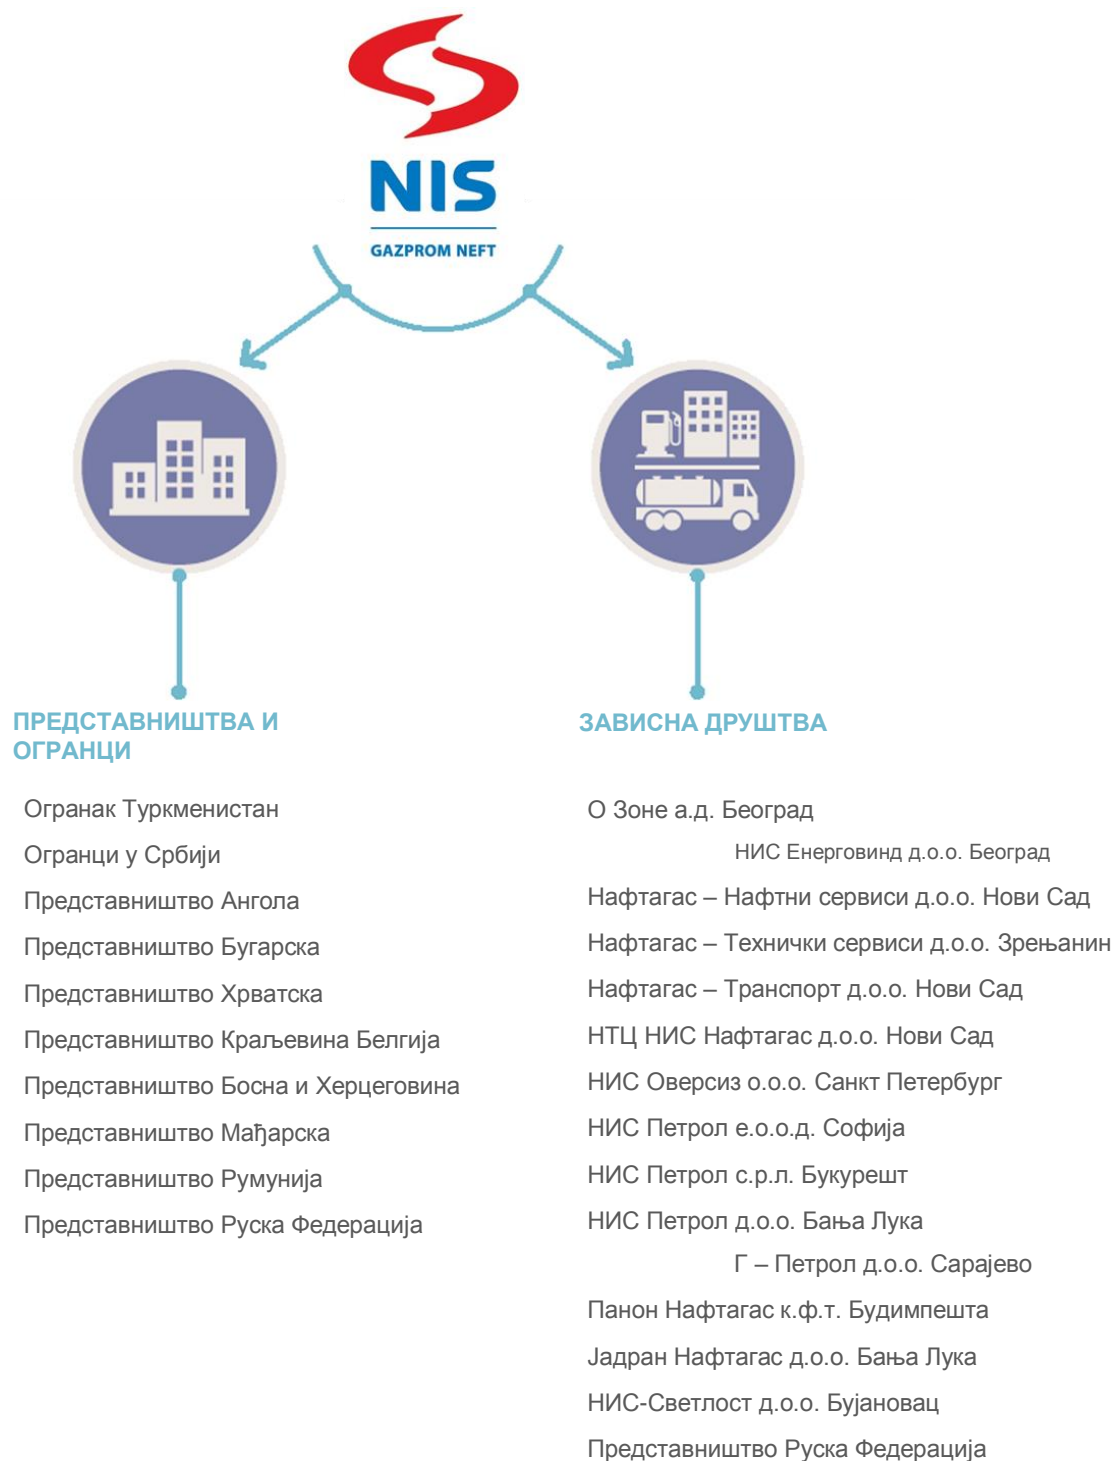 NIS
GAZPROM NEFT
ПРЕДСТАВНИШТВА И
ОГРАНЦИ
Огранак Туркменистан
Огранци у Србији
Представништво Ангола
Представништво Бугарска
Представништво Хрватска
Представништво Краљевина Белгија
Представништво Босна и Херцеговина
Представништво Мађарска
Представништво Румунија
Представништво Руска Федерација
ЗАВИСНА ДРУШТВА
О Зоне а.д. Београд
НИС Енерговинд д.о.о. Београд
Нафтагас – Нафтни сервиси д.о.о. Нови Сад
Нафтагас – Технички сервиси д.о.о. Зрењанин
Нафтагас – Транспорт д.о.о. Нови Сад
НТЦ НИС Нафтагас д.о.о. Нови Сад
НИС Оверсиз о.о.о. Санкт Петербург
НИС Петрол е.о.о.д. Софија
НИС Петрол с.р.л. Букурешт
НИС Петрол д.о.о. Бања Лука
Г – Петрол д.о.о. Сарајево
Панон Нафтагас к.ф.т. Будимпешта
Јадран Нафтагас д.о.о. Бања Лука
НИС-Светлост д.о.о. Бујановац
Представништво Руска Федерација